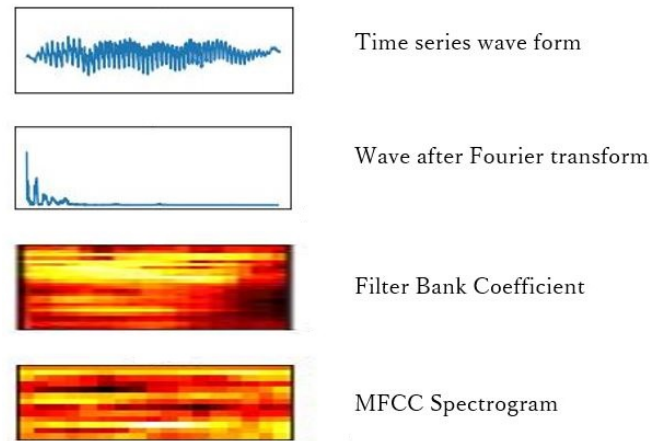 Time series wave form
Wave after Fourier transform
Filter Bank Coefficient
MFCC Spectrogram